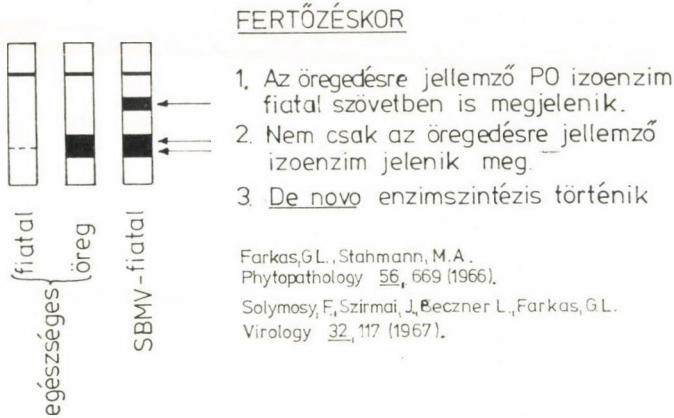 FERTŐZÉSKOR
1. Az öregedésre jellemző PO izoenzim
fiatal szövetben is megjelenik.
2. Nem csak az öregedésre jellemző
izoenzim jelenik meg.
3. De novo enzimszintézis történik
Farkas,G.L., Stahmann, M.A.
Phytopathology 56, 669 (1966).
Solymosy, F., Szirmai, J., Beczner L., Farkas, G.L.
Virology 32, 117 (1967).
fiatal
öreg
egészséges
SBMV-fiatal